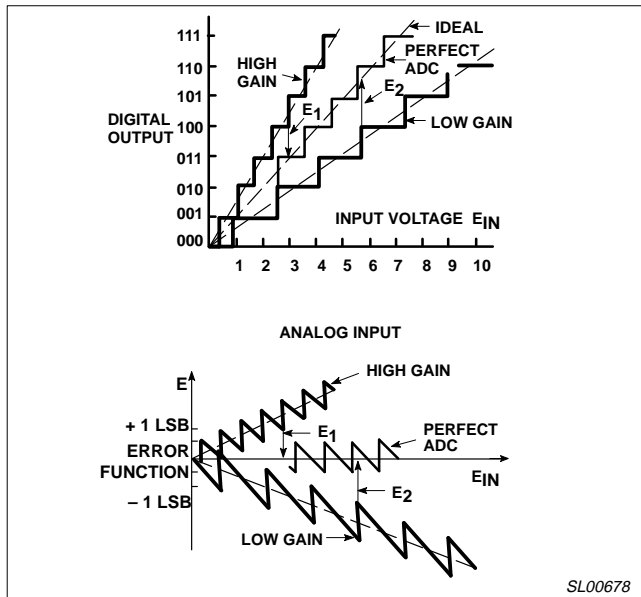 111
110
101
100
011
010
001
000
DIGITAL
OUTPUT
HIGH
GAIN
IDEAL
PERFECT
ADC
E1
E2
LOW GAIN
INPUT VOLTAGE EIN
1 2 3 4 5 6 7 8 9 10
ANALOG INPUT
E
+ 1 LSB
ERROR
FUNCTION
– 1 LSB
HIGH GAIN
E1
PERFECT
ADC
EIN
E2
LOW GAIN
SL00678